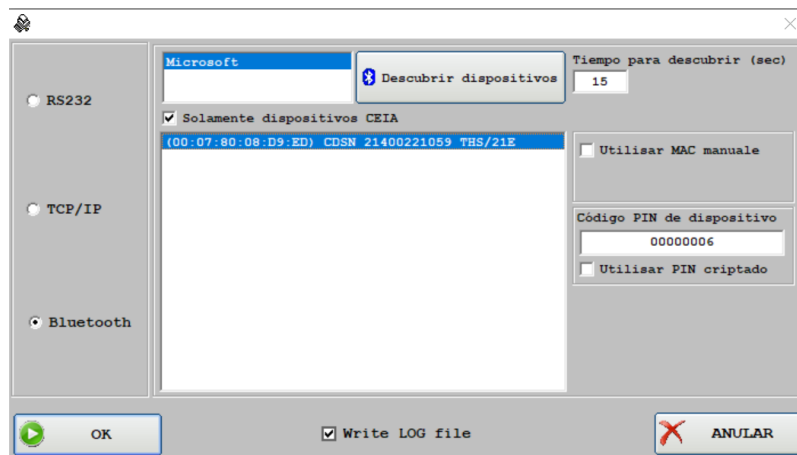 RS232
TCP/IP
Bluetooth
Microsoft
Descubrir dispositivos
Tiempo para descubrir (sec)
15
Solamente dispositivos CEIA
(00:07:80:08:D9:ED) CDSN 21400221059 THS/21E
Utilisar MAC manuale
Código PIN de dispositivo
00000006
Utilisar PIN criptado
OK
Write LOG file
ANULAR